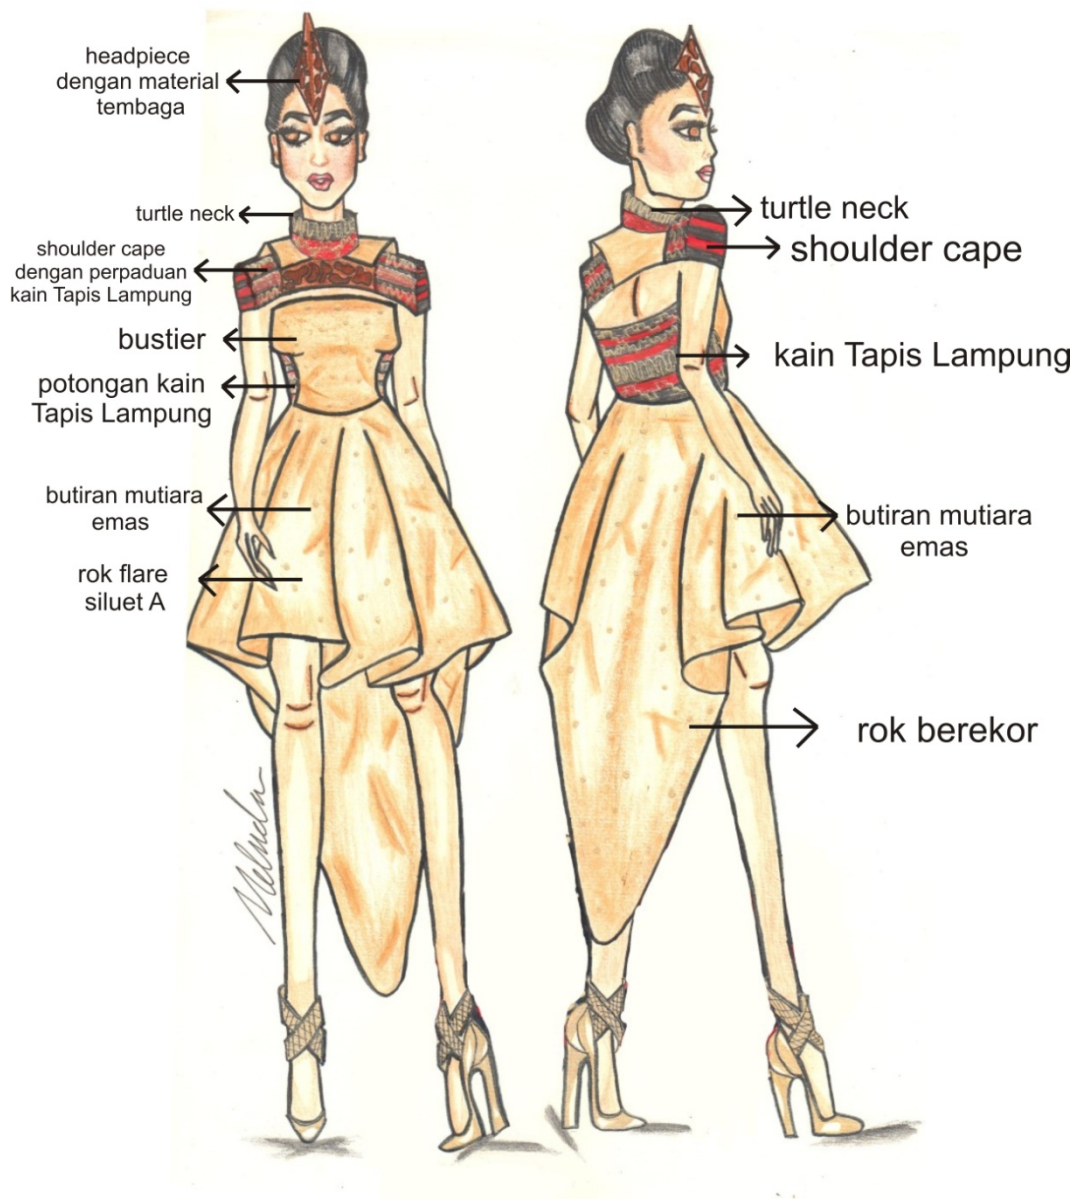 headpiece
dengan material
tembaga
turtle neck
shoulder cape
dengan perpaduan
kain Tapis Lampung
bustier
potongan kain
Tapis Lampung
butiran mutiara
emas
rok flare
siluet A
turtle neck
shoulder cape
kain Tapis Lampung
butiran mutiara
emas
rok berekor